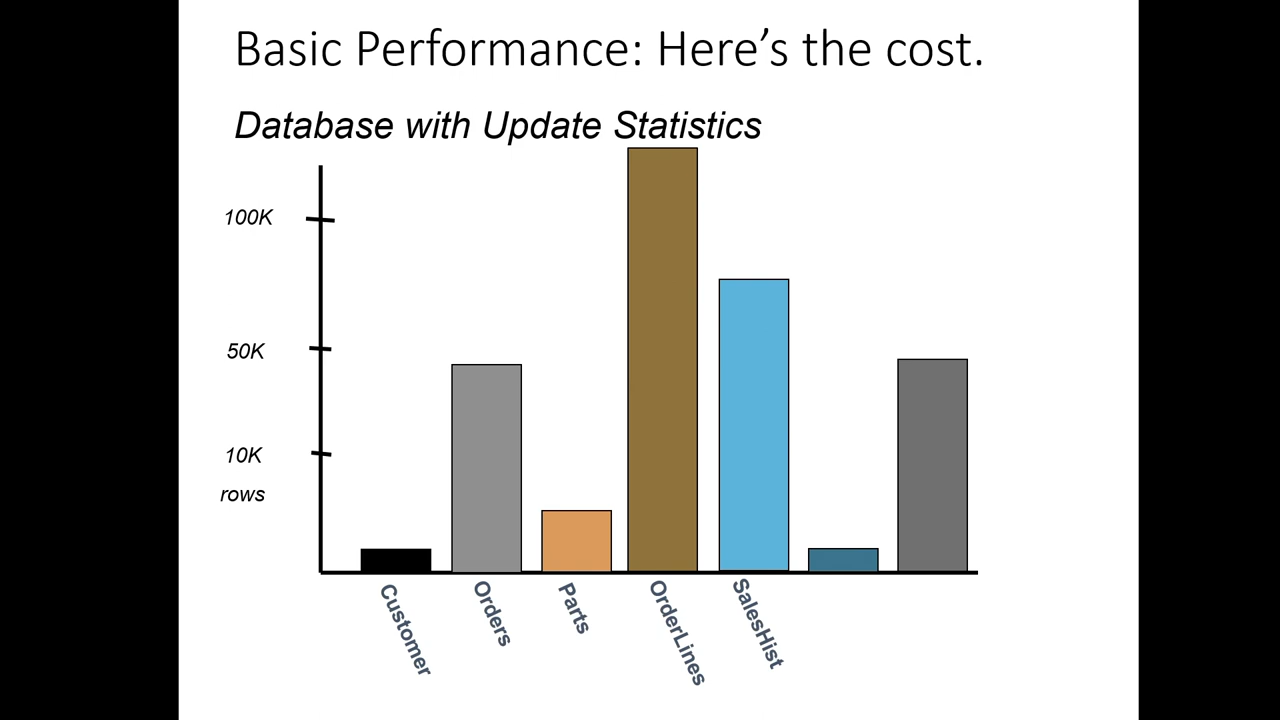 Basic Performance: Here’s the cost.
Database with Update Statistics
100K
50K
10K
rows
Customer
Orders
Parts
OrderLines
SalesHist